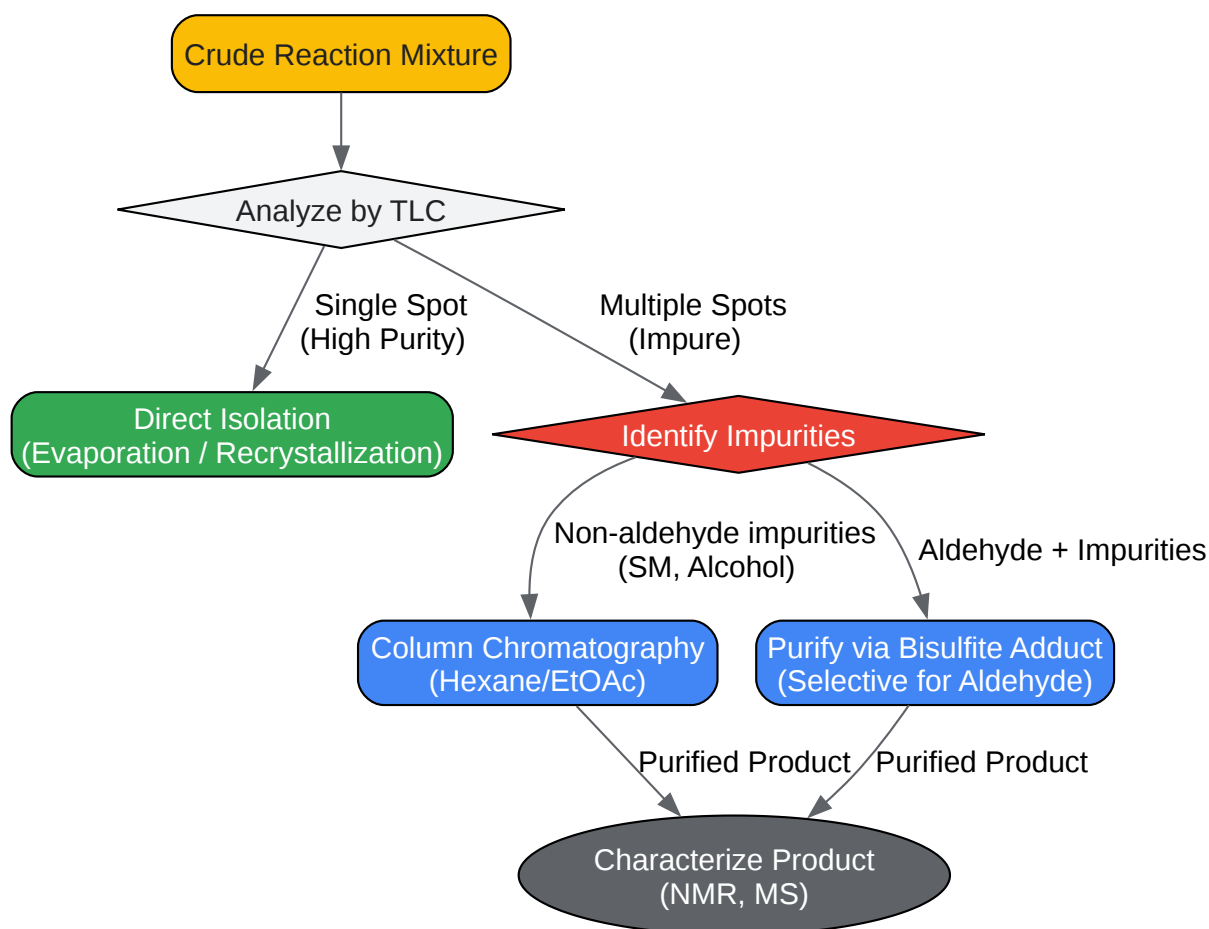 Crude Reaction Mixture
Analyze by TLC
Single Spot
(High Purity)
Multiple Spots
(Impure)
Direct Isolation
(Evaporation / Recrystallization)
Identify Impurities
Non-aldehyde impurities
(SM, Alcohol)
Aldehyde + Impurities
Column Chromatography
(Hexane/EtOAc)
Purify via Bisulfite Adduct
(Selective for Aldehyde)
Purified Product
Purified Product
Characterize Product
(NMR, MS)